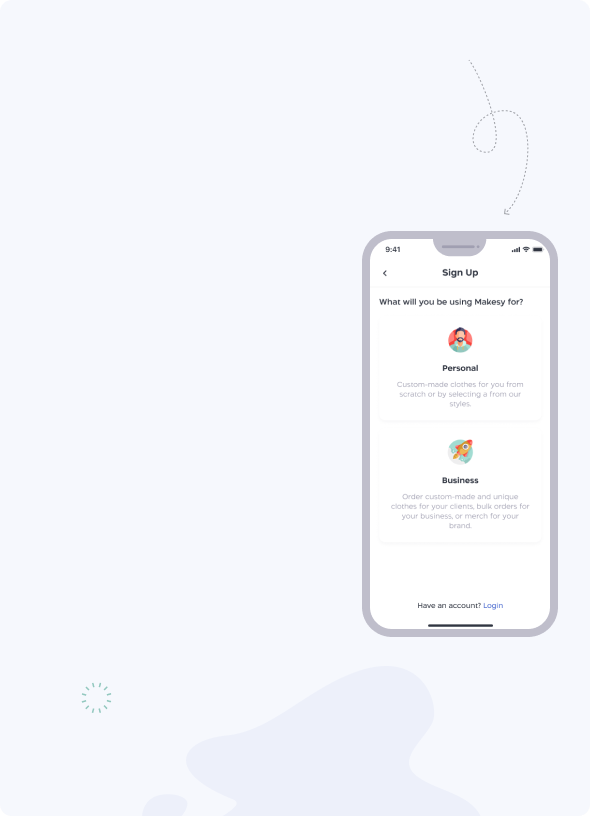 9:41
Sign Up
What will you be using Makesy for?
Personal
Custom-made clothes for you from
scratch or by selecting a from our
styles.
Business
Order custom-made and unique
clothes for your clients, bulk orders for
your business, or merch for your
brand.
Have an account? Login